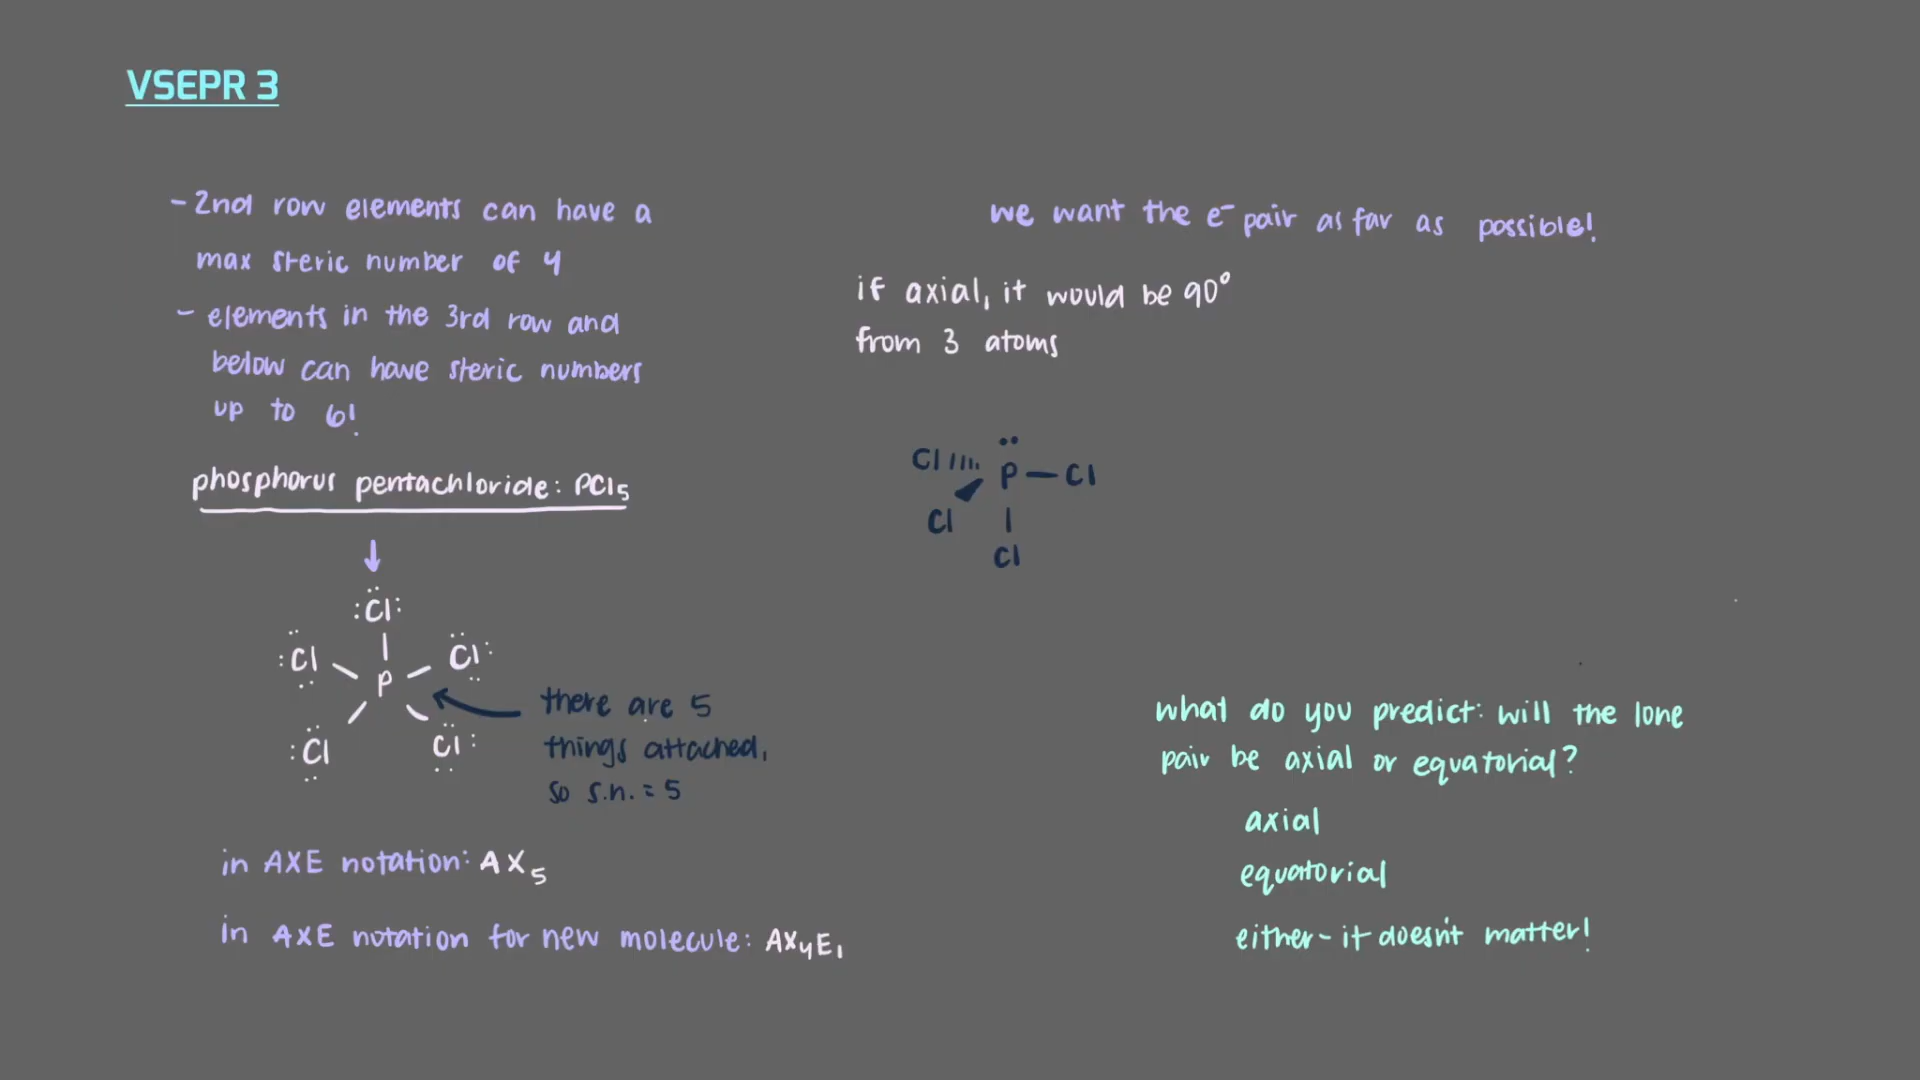 VSEPR 3
- 2nd row elements can have a
max steric number of 4
- elements in the 3rd row and
below can have steric numbers
up to 6!
phosphorus pentachloride: PCl₅
:Cl:
:Cl
Cl:
P
:Cl
Cl:
there are 5
things attached,
so s.n. = 5
in AXE notation: AX₅
in AXE notation for new molecule: AX₄E₁
we want the e⁻ pair as far as possible!
if axial, it would be 90°
from 3 atoms
Cl P - Cl
Cl
Cl
what do you predict: will the lone
pair be axial or equatorial?
axial
equatorial
either - it doesn't matter!